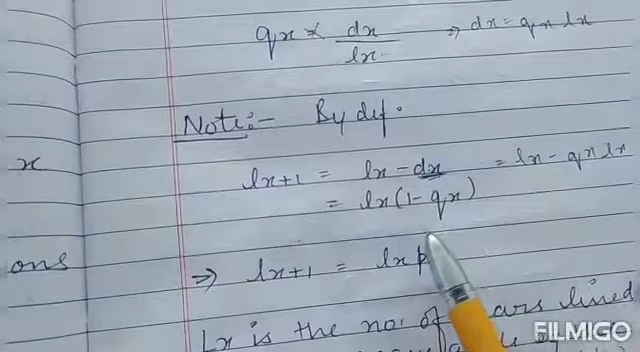 qx = dx/lx ⇒ dx = qx lx
Note:- By def.
x
lx+1 = lx - dx = lx - qx lx
= lx (1 - qx)
ons
⇒ lx+1 = lx p
Lx is the no. of lived
FILMIGO